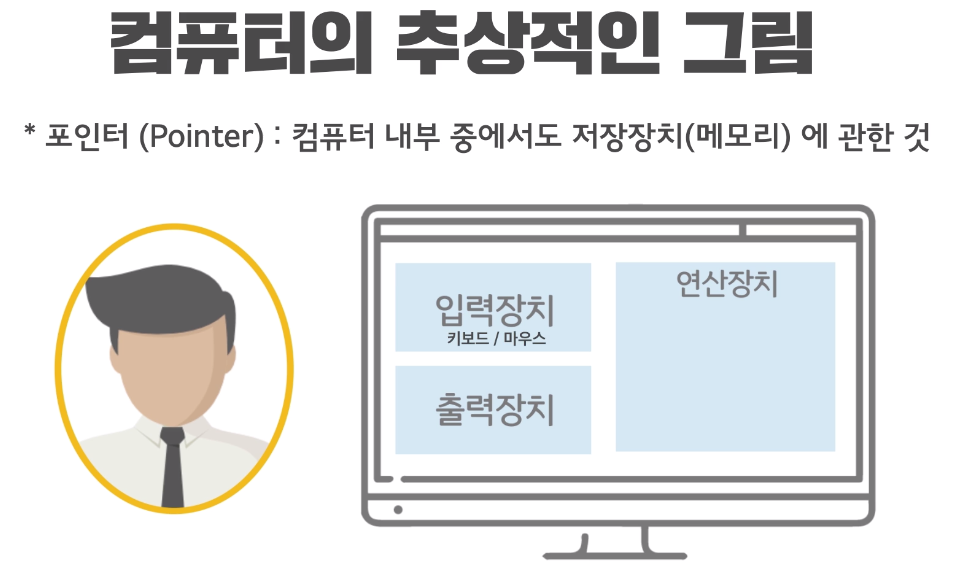 컴퓨터의 추상적인 그림
* 포인터 (Pointer) : 컴퓨터 내부 중에서도 저장장치(메모리) 에 관한 것
입력장치
키보드 / 마우스
출력장치
연산장치